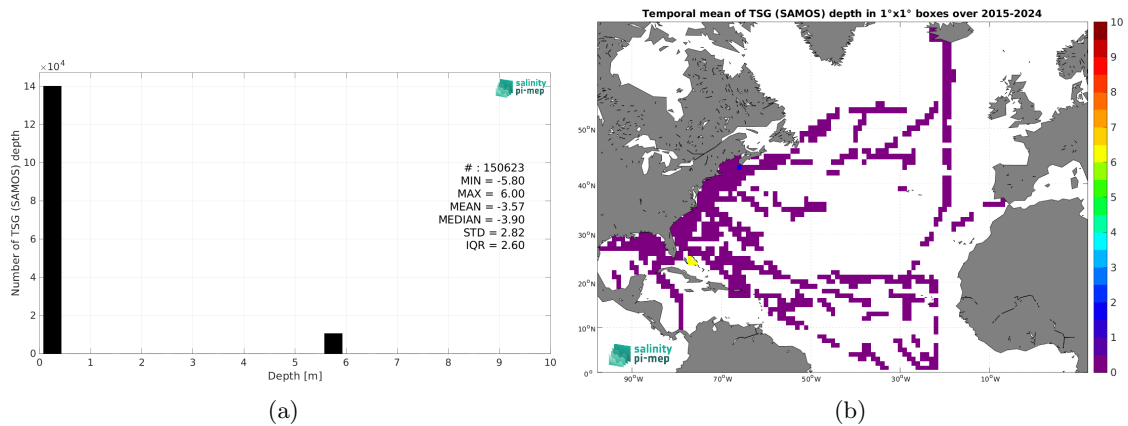 ×10⁴
14
12
10
8
6
4
2
0
Number of TSG (SAMOS) depth
salinity
pi-mep
# : 150623
MIN = -5.80
MAX = 6.00
MEAN = -3.57
MEDIAN = -3.90
STD = 2.82
IQR = 2.60
0 1 2 3 4 5 6 7 8 9 10
Depth [m]
(a)
Temporal mean of TSG (SAMOS) depth in 1°x1° boxes over 2015-2024
50°N
40°N
30°N
20°N
10°N
0°
90°W 70°W 50°W 30°W 10°W
salinity
pi-mep
10
9
8
7
6
5
4
3
2
1
0
(b)